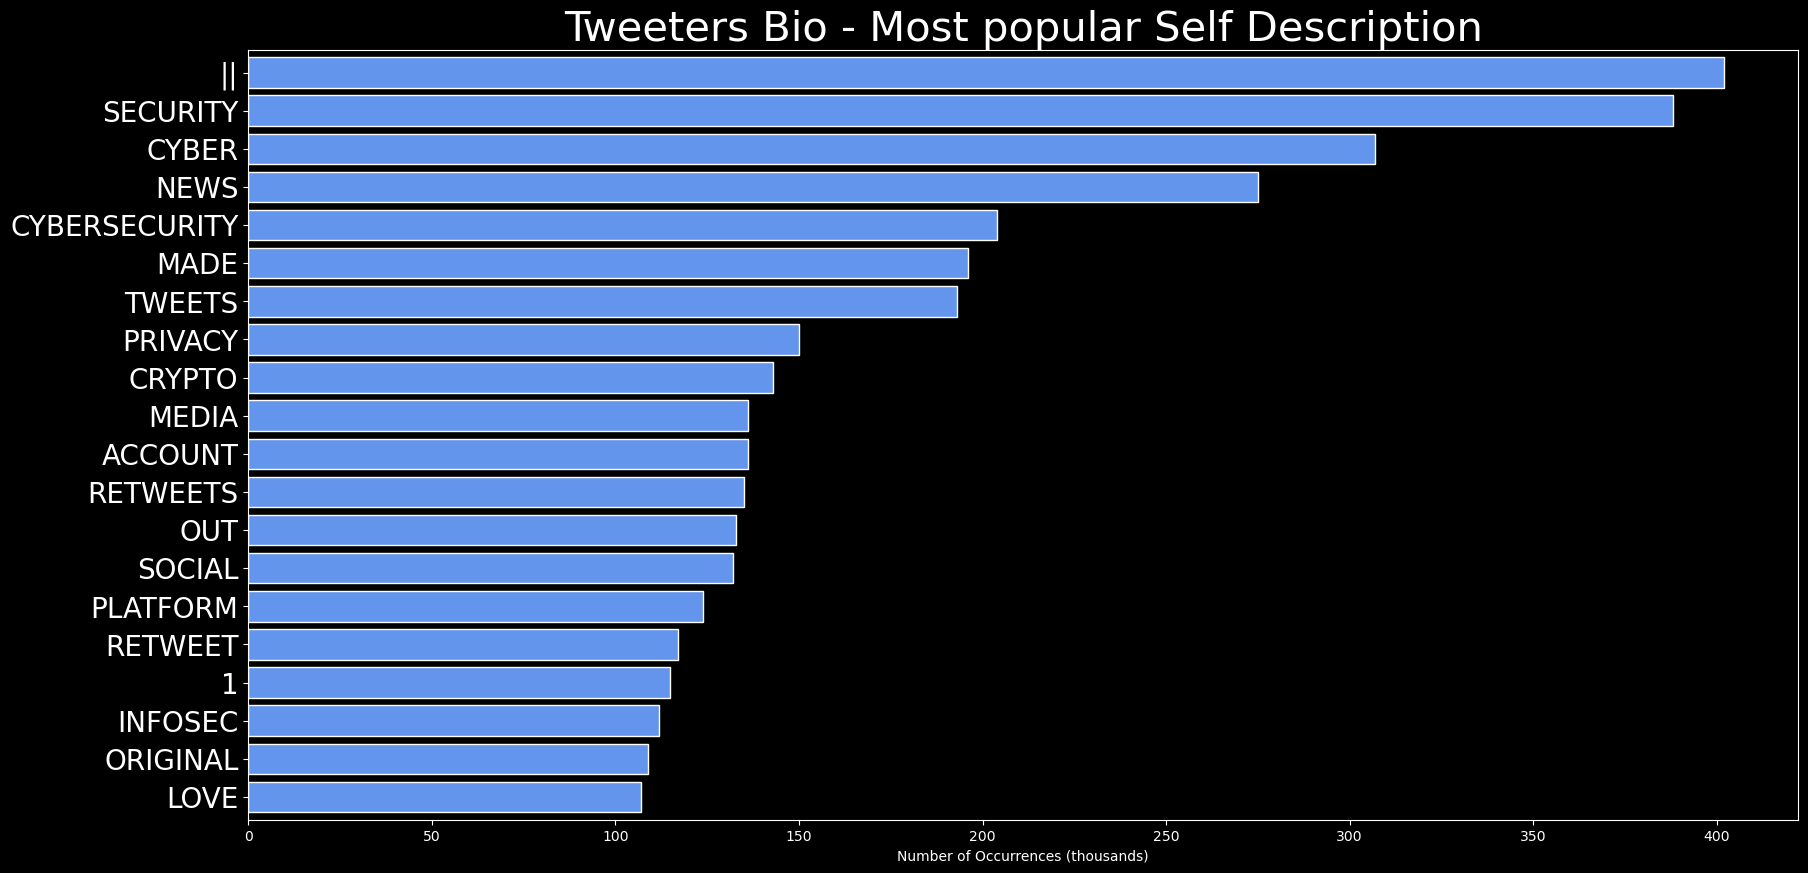 Tweeters Bio - Most popular Self Description
||
SECURITY
CYBER
NEWS
CYBERSECURITY
MADE
TWEETS
PRIVACY
CRYPTO
MEDIA
ACCOUNT
RETWEETS
OUT
SOCIAL
PLATFORM
RETWEET
1
INFOSEC
ORIGINAL
LOVE
0 50 100 150 200 250 300 350 400
Number of Occurrences (thousands)